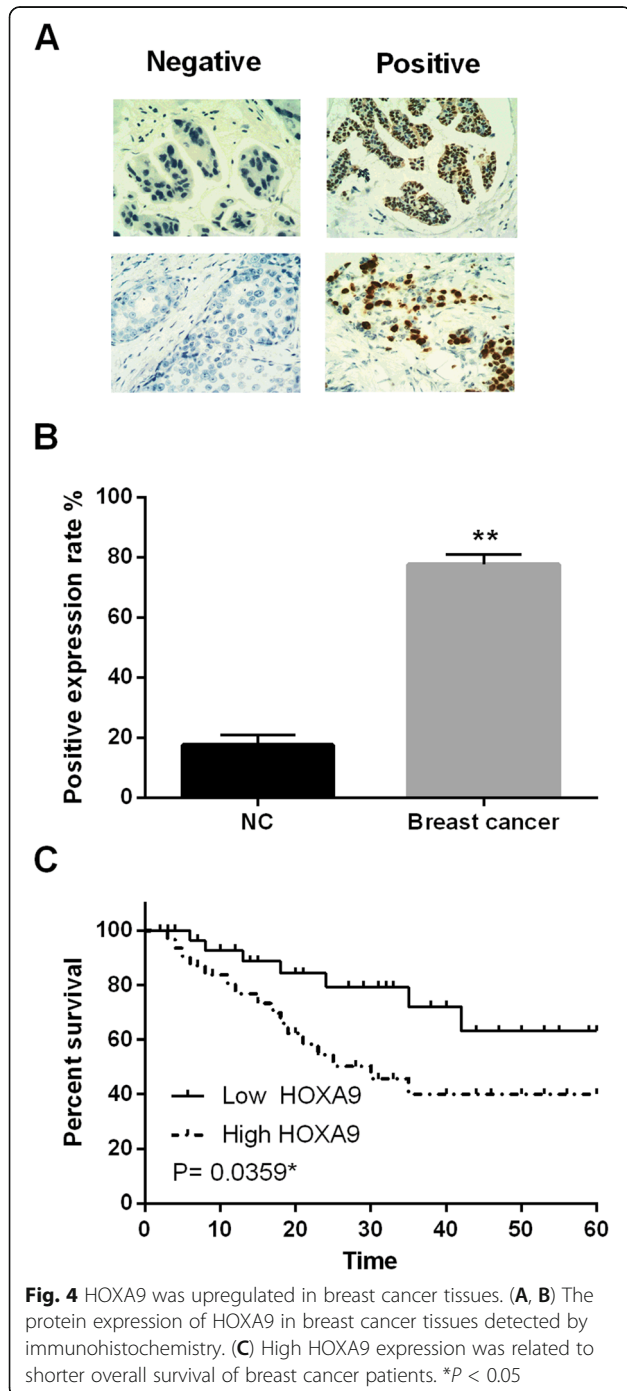 A
Negative Positive
B
Positive expression rate %
100
80
60
40
20
0
**
NC Breast cancer
C
Percent survival
100
80
60
40
20
0
Low HOXA9
High HOXA9
P= 0.0359*
0 10 20 30 40 50 60
Time
Fig. 4 HOXA9 was upregulated in breast cancer tissues. (A, B) The
protein expression of HOXA9 in breast cancer tissues detected by
immunohistochemistry. (C) High HOXA9 expression was related to
shorter overall survival of breast cancer patients. *P < 0.05